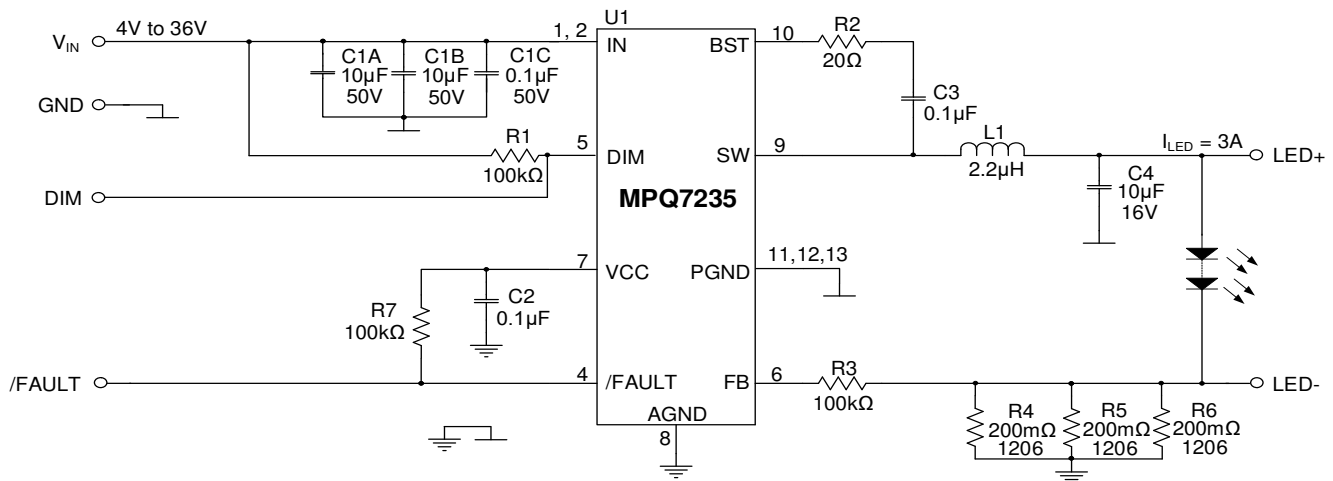 U1
V_IN 4V to 36V 1, 2 IN BST 10 R2
20Ω
C1A C1B C1C
10µF 10µF 0.1µF
50V 50V 50V
C3
0.1µF
GND
R1 5 DIM SW 9 L1 I_LED = 3A LED+
100kΩ 2.2µH
C4
10µF
16V
DIM
MPQ7235
7 VCC PGND 11,12,13
C2
0.1µF
R7
100kΩ
/FAULT 4 /FAULT FB 6 R3 LED-
100kΩ
AGND
8
R4 R5 R6
200mΩ 200mΩ 200mΩ
1206 1206 1206